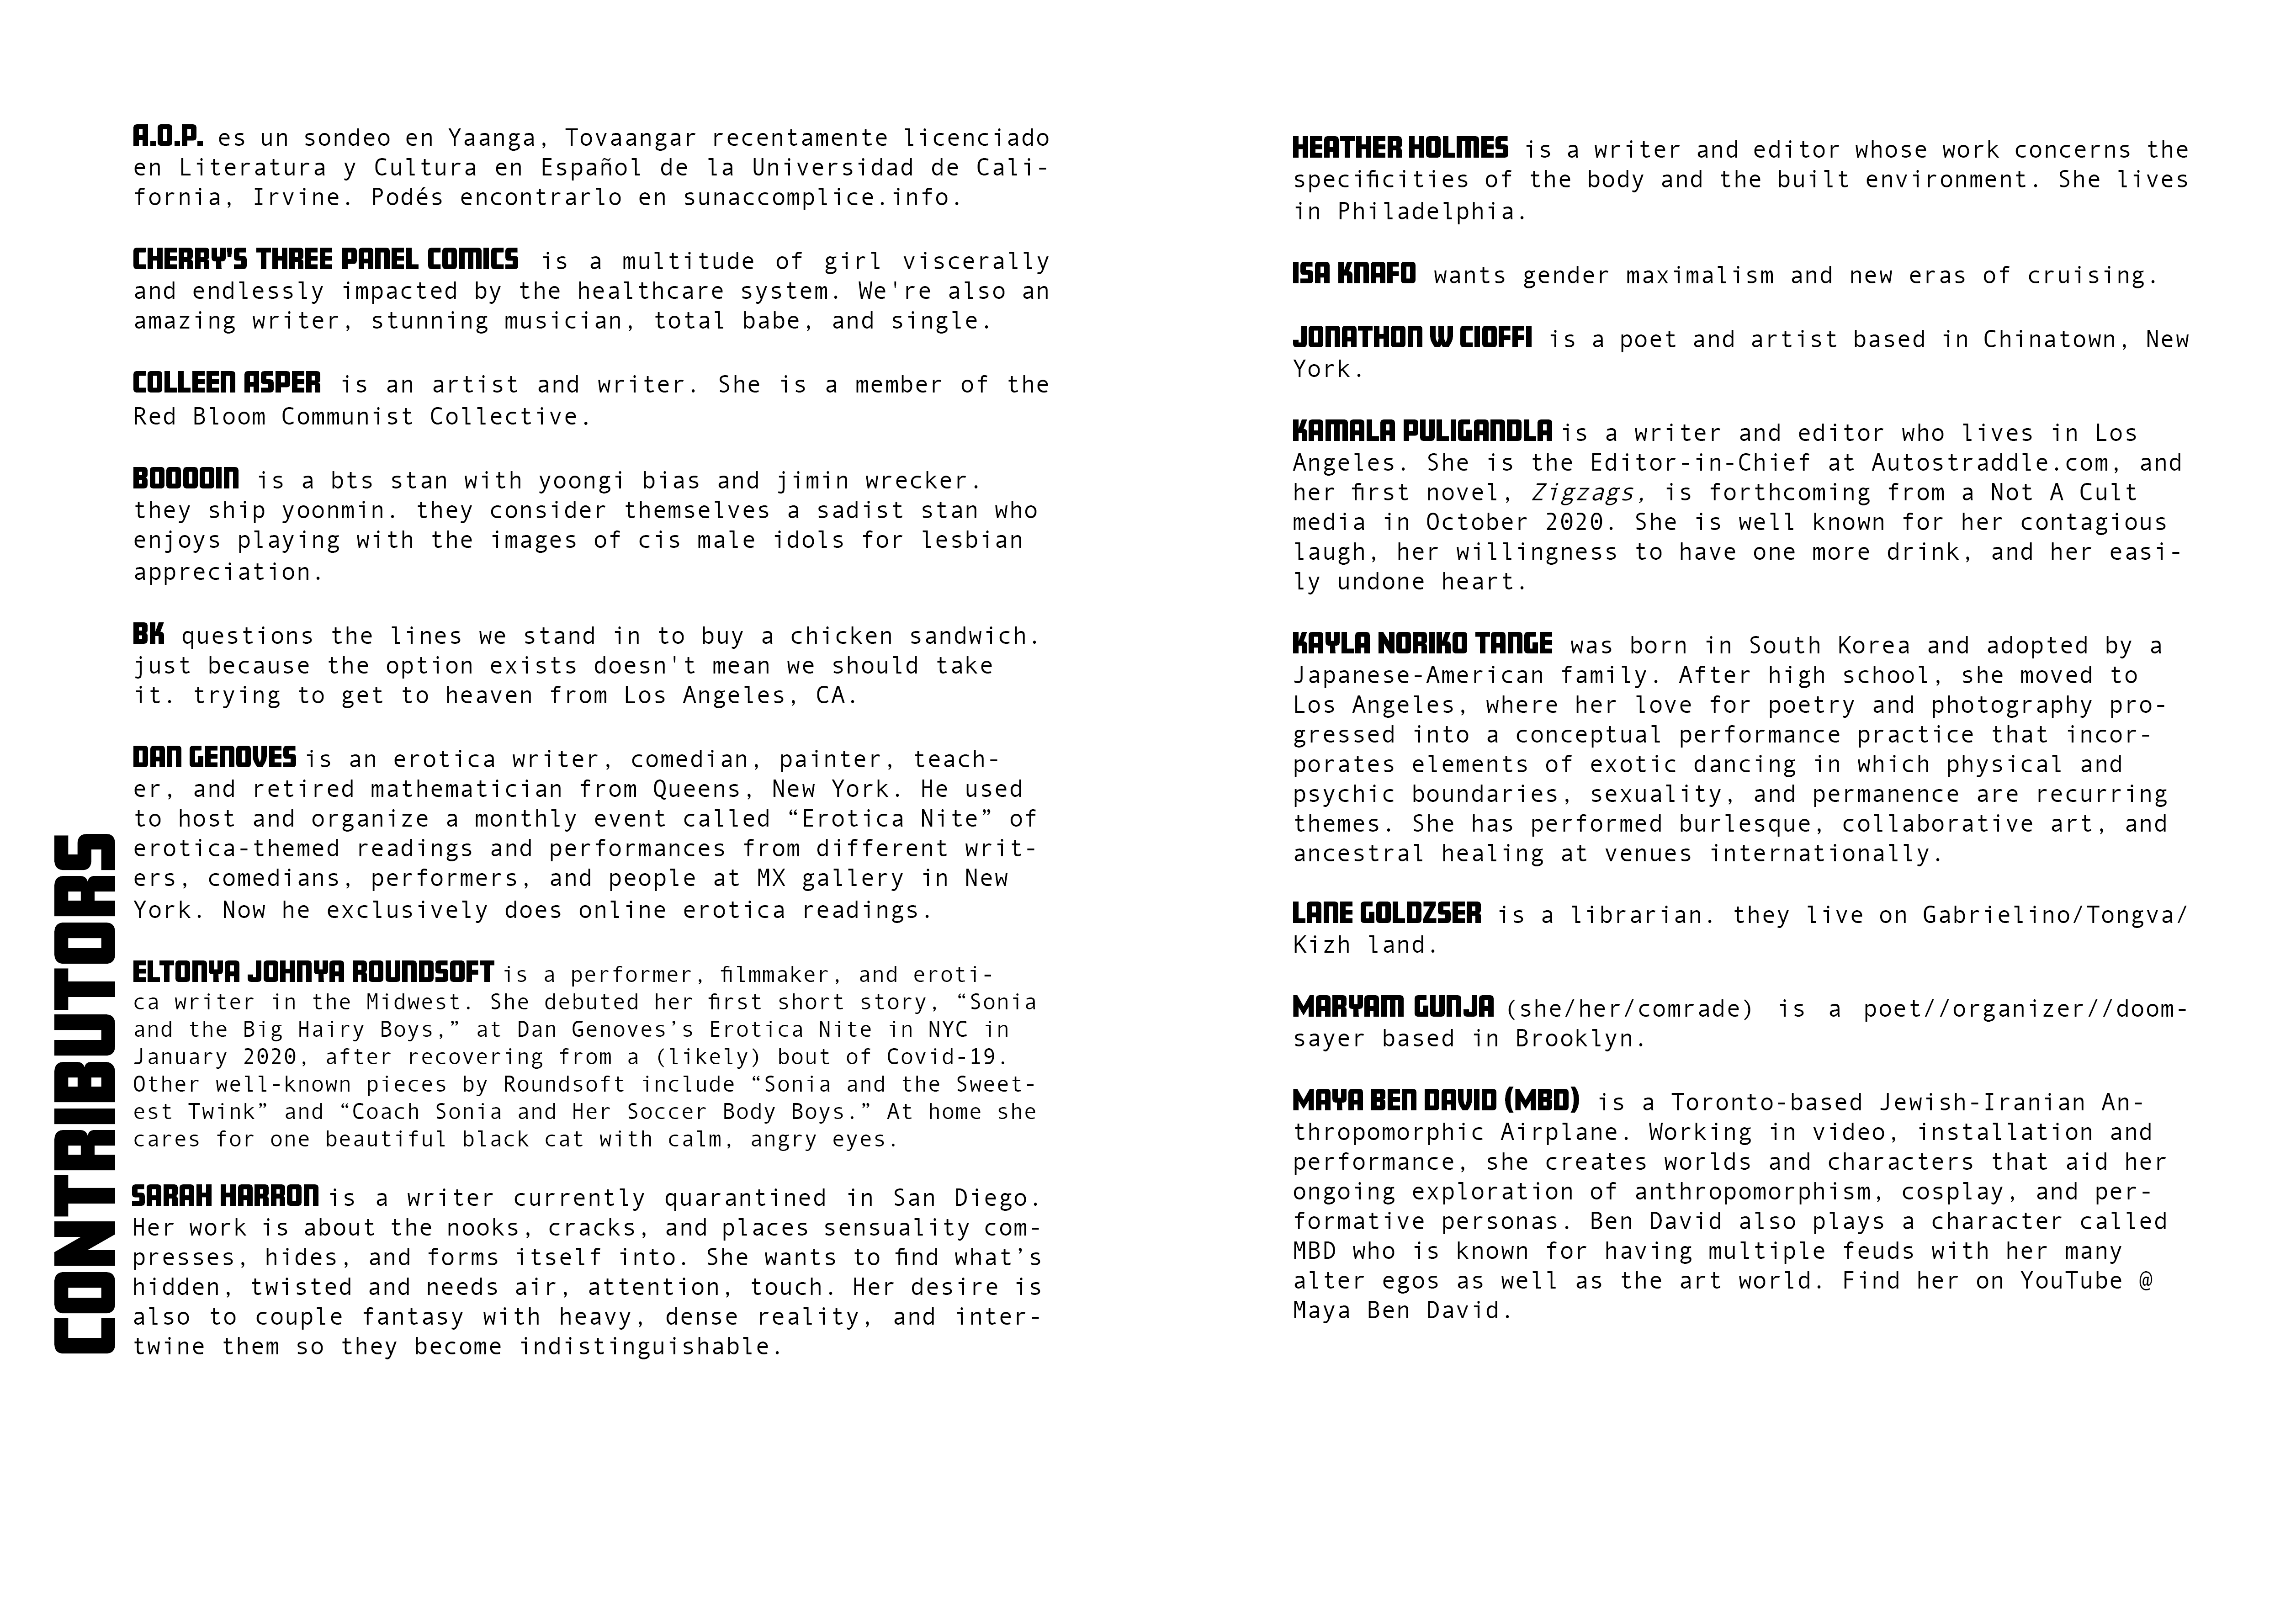 CONTRIBUTORS
A.O.P. es un sondeo en Yaanga, Tovaangar recentamente licenciado
en Literatura y Cultura en Español de la Universidad de Cali-
fornia, Irvine. Podés encontrarlo en sunaccomplice.info.
CHERRY'S THREE PANEL COMICS is a multitude of girl viscerally
and endlessly impacted by the healthcare system. We're also an
amazing writer, stunning musician, total babe, and single.
COLLEEN ASPER is an artist and writer. She is a member of the
Red Bloom Communist Collective.
BOOOOIN is a bts stan with yoongi bias and jimin wrecker.
they ship yoonmin. they consider themselves a sadist stan who
enjoys playing with the images of cis male idols for lesbian
appreciation.
BK questions the lines we stand in to buy a chicken sandwich.
just because the option exists doesn't mean we should take
it. trying to get to heaven from Los Angeles, CA.
DAN GENOVES is an erotica writer, comedian, painter, teach-
er, and retired mathematician from Queens, New York. He used
to host and organize a monthly event called “Erotica Nite” of
erotica-themed readings and performances from different writ-
ers, comedians, performers, and people at MX gallery in New
York. Now he exclusively does online erotica readings.
ELTONYA JOHNYA ROUNDSOFT is a performer, filmmaker, and eroti-
ca writer in the Midwest. She debuted her first short story, “Sonia
and the Big Hairy Boys,” at Dan Genoves’s Erotica Nite in NYC in
January 2020, after recovering from a (likely) bout of Covid-19.
Other well-known pieces by Roundsoft include “Sonia and the Sweet-
est Twink” and “Coach Sonia and Her Soccer Body Boys.” At home she
cares for one beautiful black cat with calm, angry eyes.
SARAH HARRON is a writer currently quarantined in San Diego.
Her work is about the nooks, cracks, and places sensuality com-
presses, hides, and forms itself into. She wants to find what’s
hidden, twisted and needs air, attention, touch. Her desire is
also to couple fantasy with heavy, dense reality, and inter-
twine them so they become indistinguishable.
HEATHER HOLMES is a writer and editor whose work concerns the
specificities of the body and the built environment. She lives
in Philadelphia.
ISA KNAFO wants gender maximalism and new eras of cruising.
JONATHON W CIOFFI is a poet and artist based in Chinatown, New
York.
KAMALA PULIGANDLA is a writer and editor who lives in Los
Angeles. She is the Editor-in-Chief at Autostraddle.com, and
her first novel, Zigzags, is forthcoming from a Not A Cult
media in October 2020. She is well known for her contagious
laugh, her willingness to have one more drink, and her easi-
ly undone heart.
KAYLA NORIKO TANGE was born in South Korea and adopted by a
Japanese-American family. After high school, she moved to
Los Angeles, where her love for poetry and photography pro-
gressed into a conceptual performance practice that incor-
porates elements of exotic dancing in which physical and
psychic boundaries, sexuality, and permanence are recurring
themes. She has performed burlesque, collaborative art, and
ancestral healing at venues internationally.
LANE GOLDZSER is a librarian. they live on Gabrielino/Tongva/
Kizh land.
MARYAM GUNJA (she/her/comrade) is a poet//organizer//doom-
sayer based in Brooklyn.
MAYA BEN DAVID (MBD) is a Toronto-based Jewish-Iranian An-
thropomorphic Airplane. Working in video, installation and
performance, she creates worlds and characters that aid her
ongoing exploration of anthropomorphism, cosplay, and per-
formative personas. Ben David also plays a character called
MBD who is known for having multiple feuds with her many
alter egos as well as the art world. Find her on YouTube @
Maya Ben David.